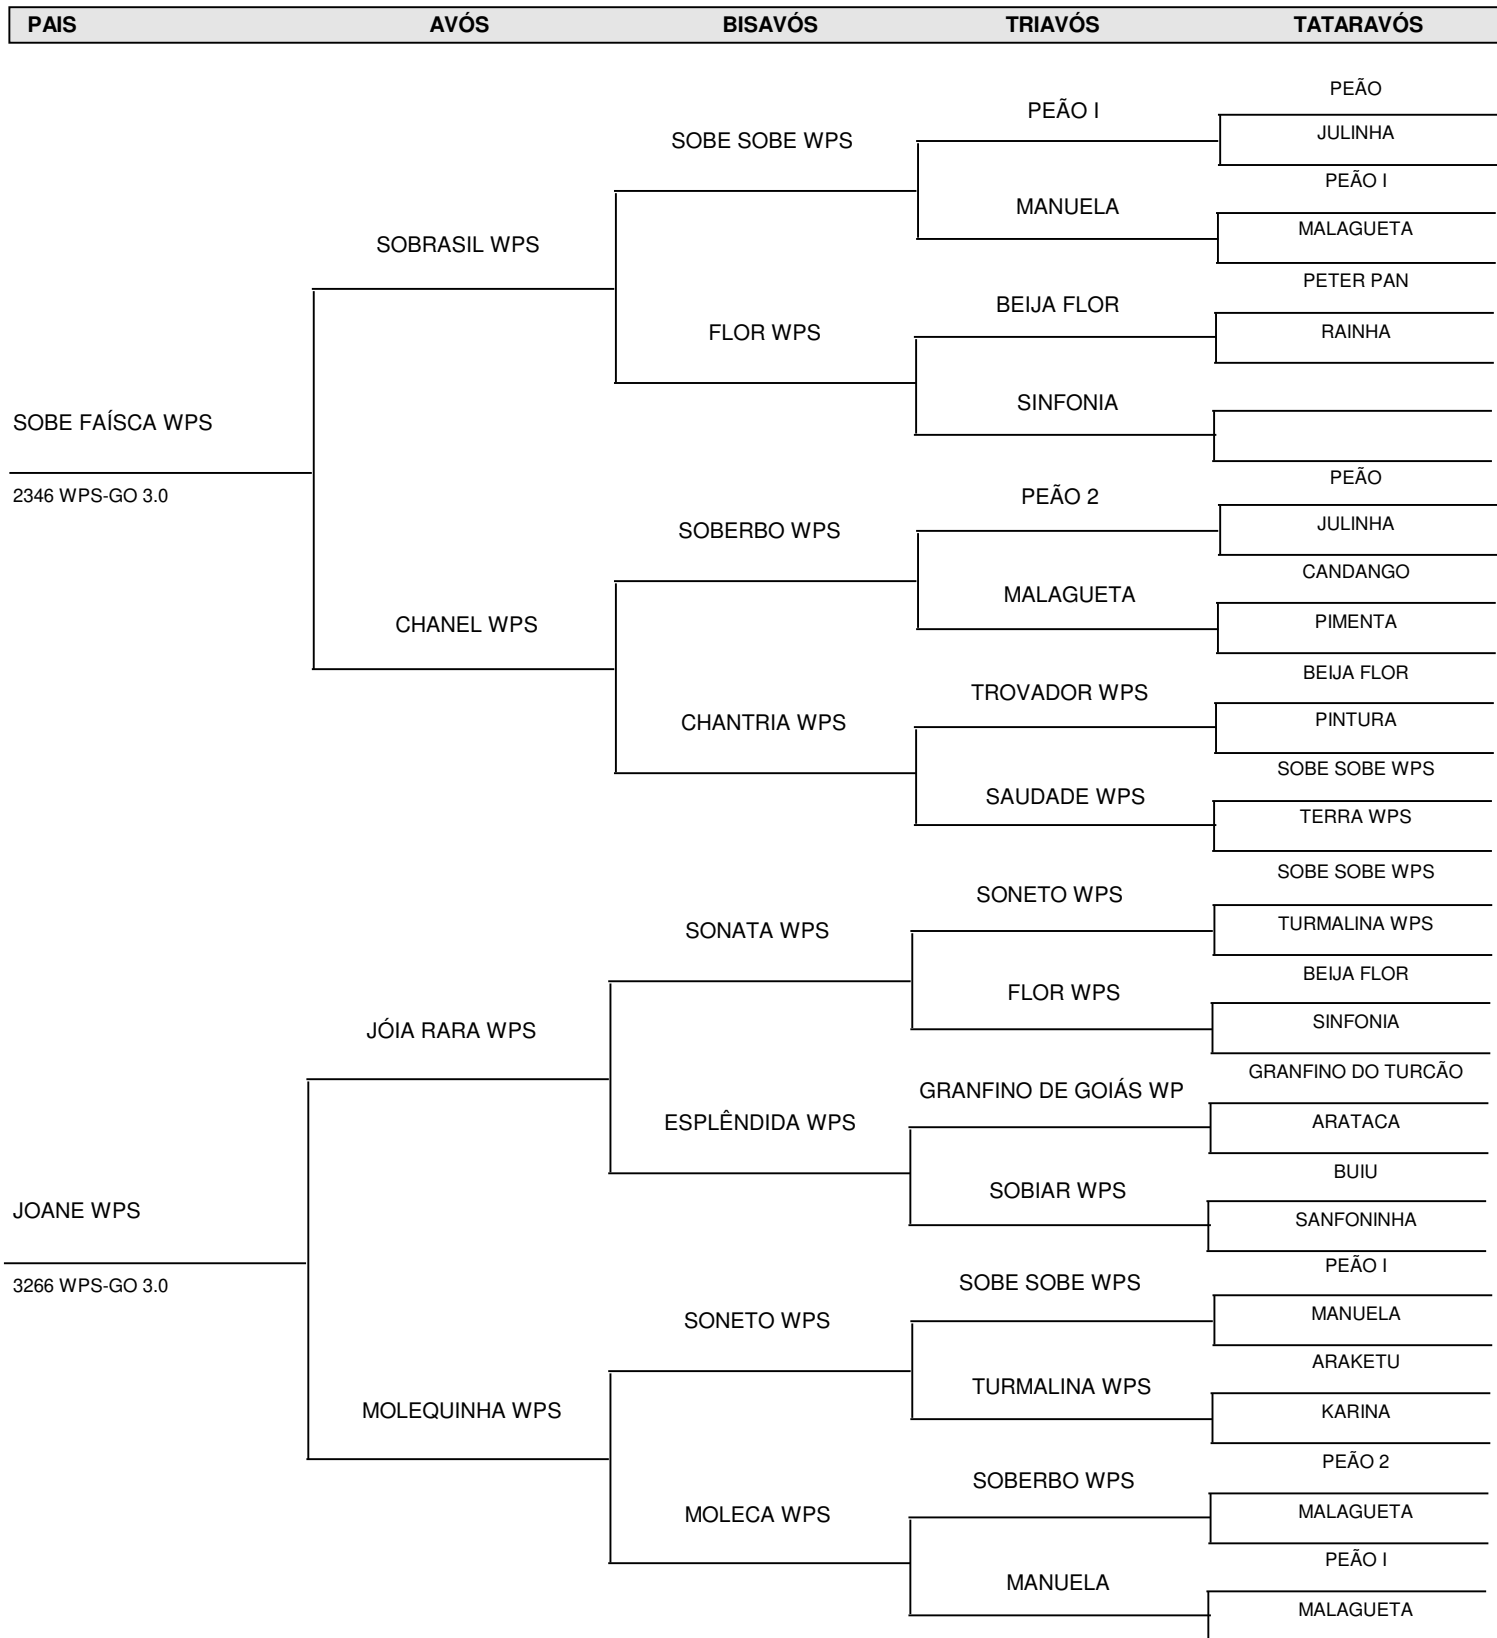 PAIS AVÓS BISAVÓS TRIAVÓS TATARAVÓS
PEÃO
PEÃO I
JULINHA
SOBE SOBE WPS
PEÃO I
MANUELA
MALAGUETA
SOBRASIL WPS
PETER PAN
BEIJA FLOR
FLOR WPS
RAINHA
SINFONIA
SOBE FAÍSCA WPS
PEÃO
2346 WPS-GO 3.0
PEÃO 2
JULINHA
SOBERBO WPS
CANDANGO
MALAGUETA
PIMENTA
CHANEL WPS
BEIJA FLOR
TROVADOR WPS
PINTURA
CHANTRIA WPS
SOBE SOBE WPS
SAUDADE WPS
TERRA WPS
SOBE SOBE WPS
SONETO WPS
TURMALINA WPS
SONATA WPS
BEIJA FLOR
FLOR WPS
SINFONIA
JÓIA RARA WPS
GRANFINO DO TURCÃO
GRANFINO DE GOIÁS WP
ARATACA
ESPLÊNDIDA WPS
BUIU
SOBIAR WPS
JOANE WPS
SANFONINHA
PEÃO I
3266 WPS-GO 3.0
SOBE SOBE WPS
MANUELA
SONETO WPS
ARAKETU
TURMALINA WPS
KARINA
MOLEQUINHA WPS
PEÃO 2
SOBERBO WPS
MALAGUETA
MOLECA WPS
PEÃO I
MANUELA
MALAGUETA